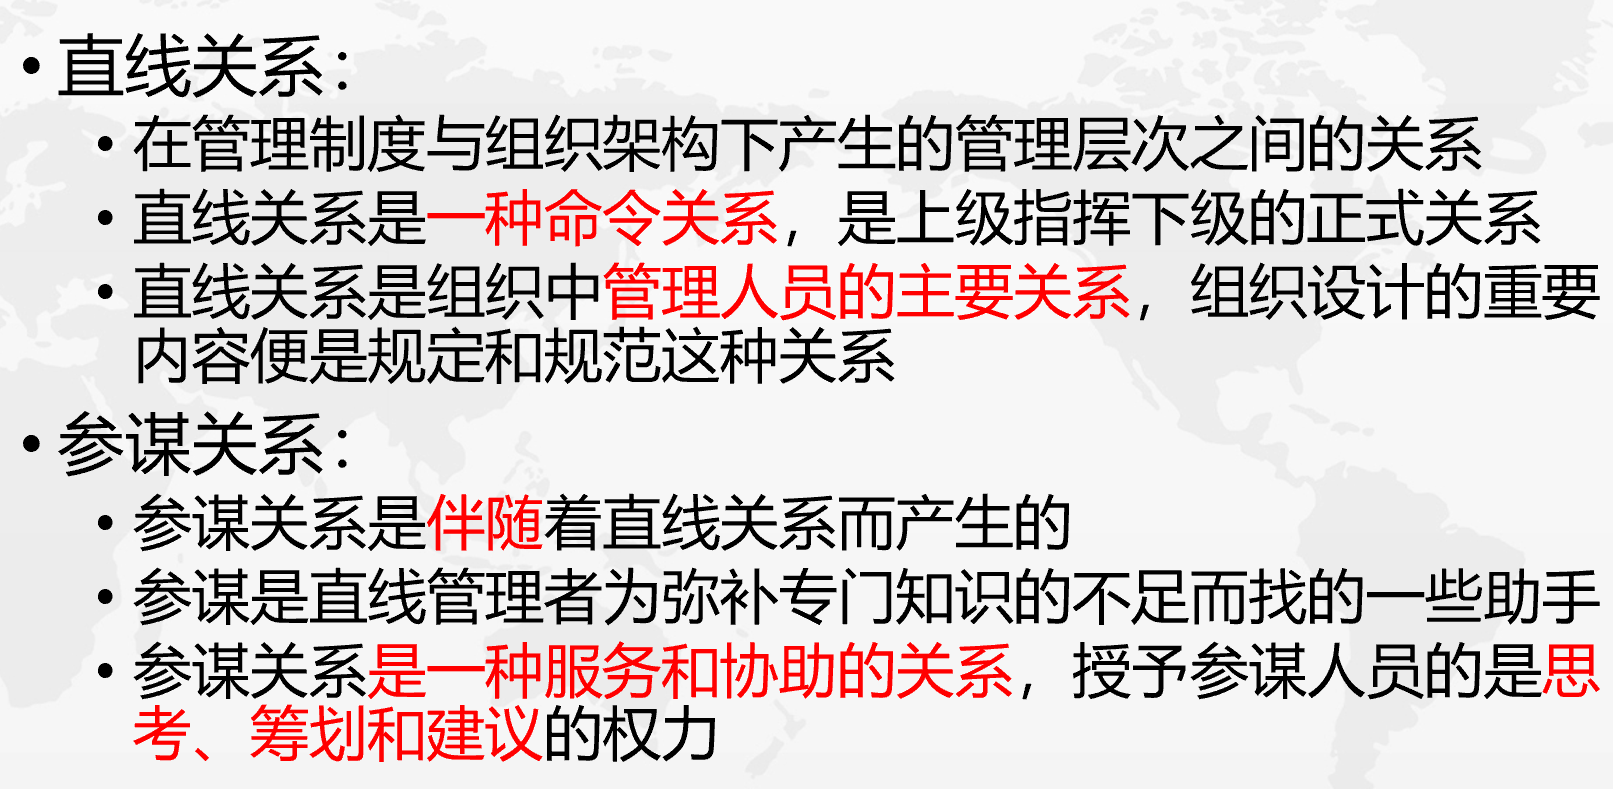 • 直线关系：
• 在管理制度与组织架构下产生的管理层次之间的关系
• 直线关系是一种命令关系，是上级指挥下级的正式关系
• 直线关系是组织中管理人员的主要关系，组织设计的重要
内容便是规定和规范这种关系
• 参谋关系：
• 参谋关系是伴随着直线关系而产生的
• 参谋是直线管理者为弥补专门知识的不足而找的一些助手
• 参谋关系是一种服务和协助的关系，授予参谋人员的是思
考、筹划和建议的权力